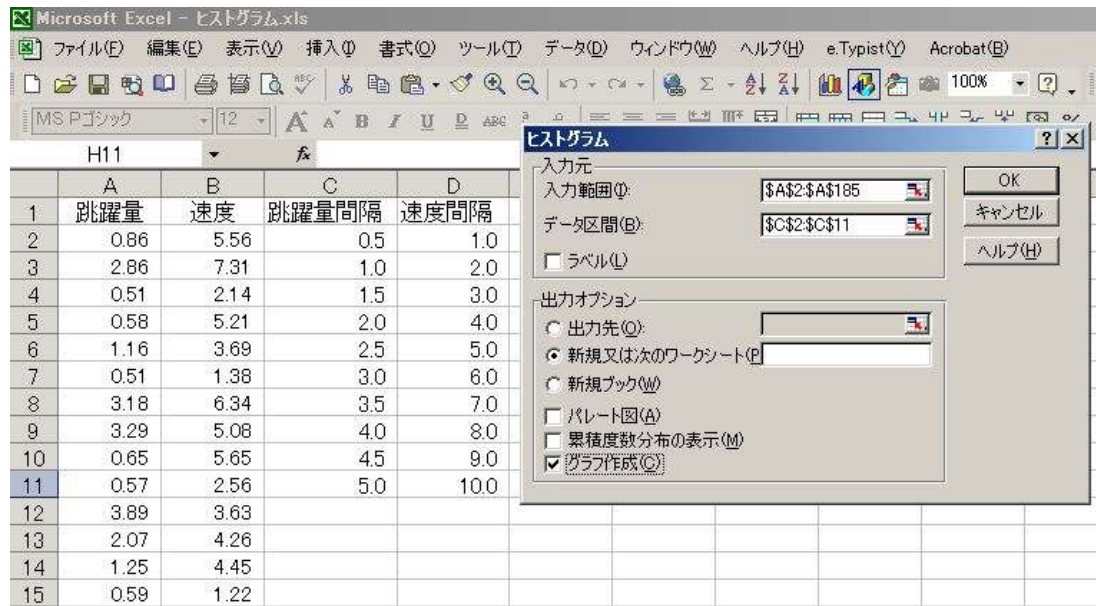 Microsoft Excel - ヒストグラム.xls
ファイル(F) 編集(E) 表示(V) 挿入(I) 書式(O) ツール(T) データ(D) ウィンドウ(W) ヘルプ(H) e.Typist(Y) Acrobat(B)
100%
MS Pゴシック 12 A A B I U D ABC
H11 fx
A B C D
1 跳躍量 速度 跳躍量間隔 速度間隔
2 0.86 5.56 0.5 1.0
3 2.86 7.31 1.0 2.0
4 0.51 2.14 1.5 3.0
5 0.58 5.21 2.0 4.0
6 1.16 3.69 2.5 5.0
7 0.51 1.38 3.0 6.0
8 3.18 6.34 3.5 7.0
9 3.29 5.08 4.0 8.0
10 0.65 5.65 4.5 9.0
11 0.57 2.56 5.0 10.0
12 3.89 3.63
13 2.07 4.26
14 1.25 4.45
15 0.59 1.22
ヒストグラム
入力元
入力範囲(I): $A$2:$A$185
データ区間(B): $C$2:$C$11
ラベル(L)
出力オプション
出力先(O):
新規又は次のワークシート(P
新規ブック(W)
パレート図(A)
累積度数分布の表示(M)
グラフ作成(C)
OK
キャンセル
ヘルプ(H)